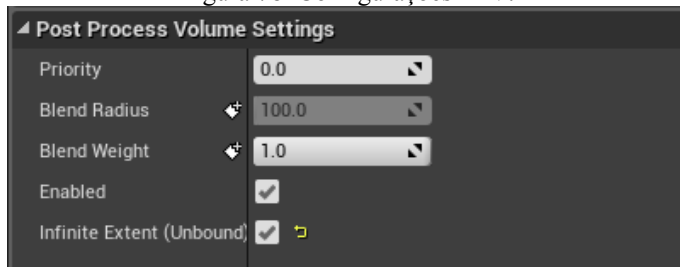 Post Process Volume Settings
Priority 0.0
Blend Radius 100.0
Blend Weight 1.0
Enabled
Infinite Extent (Unbound)